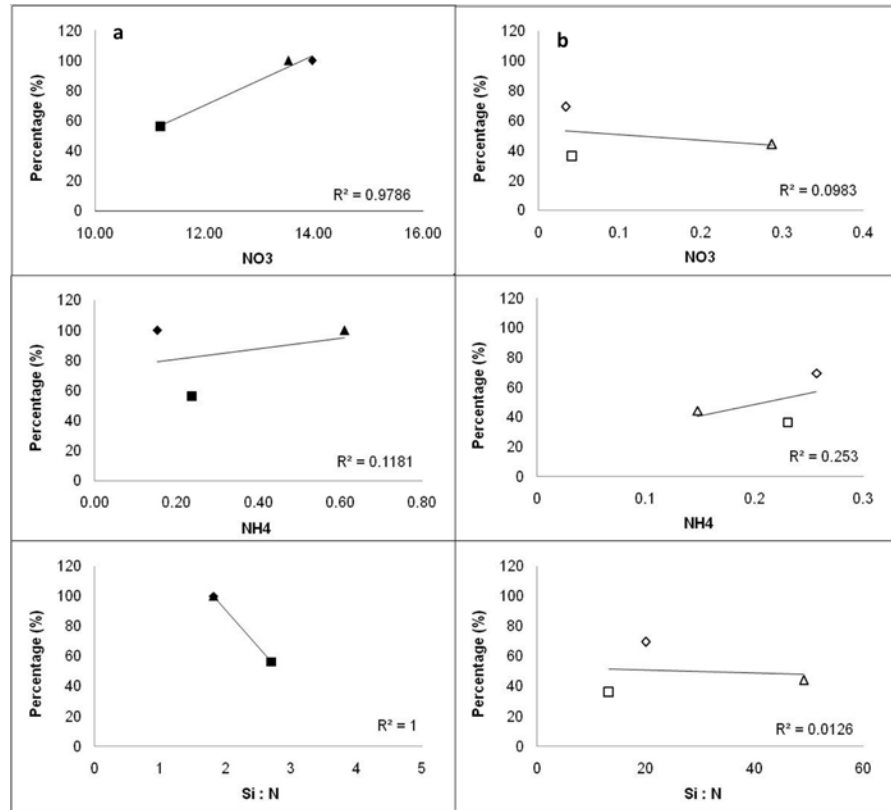 a
Percentage (%)
120
100
80
60
40
20
0
R² = 0.9786
10.00 12.00 14.00 16.00
NO3
b
Percentage (%)
120
100
80
60
40
20
0
R² = 0.0983
0 0.1 0.2 0.3 0.4
NO3
Percentage (%)
120
100
80
60
40
20
0
R² = 0.1181
0.00 0.20 0.40 0.60 0.80
NH4
Percentage (%)
120
100
80
60
40
20
0
R² = 0.253
0 0.1 0.2 0.3
NH4
Percentage (%)
120
100
80
60
40
20
0
R² = 1
0 1 2 3 4 5
Si : N
Percentage (%)
120
100
80
60
40
20
0
R² = 0.0126
0 20 40 60
Si : N